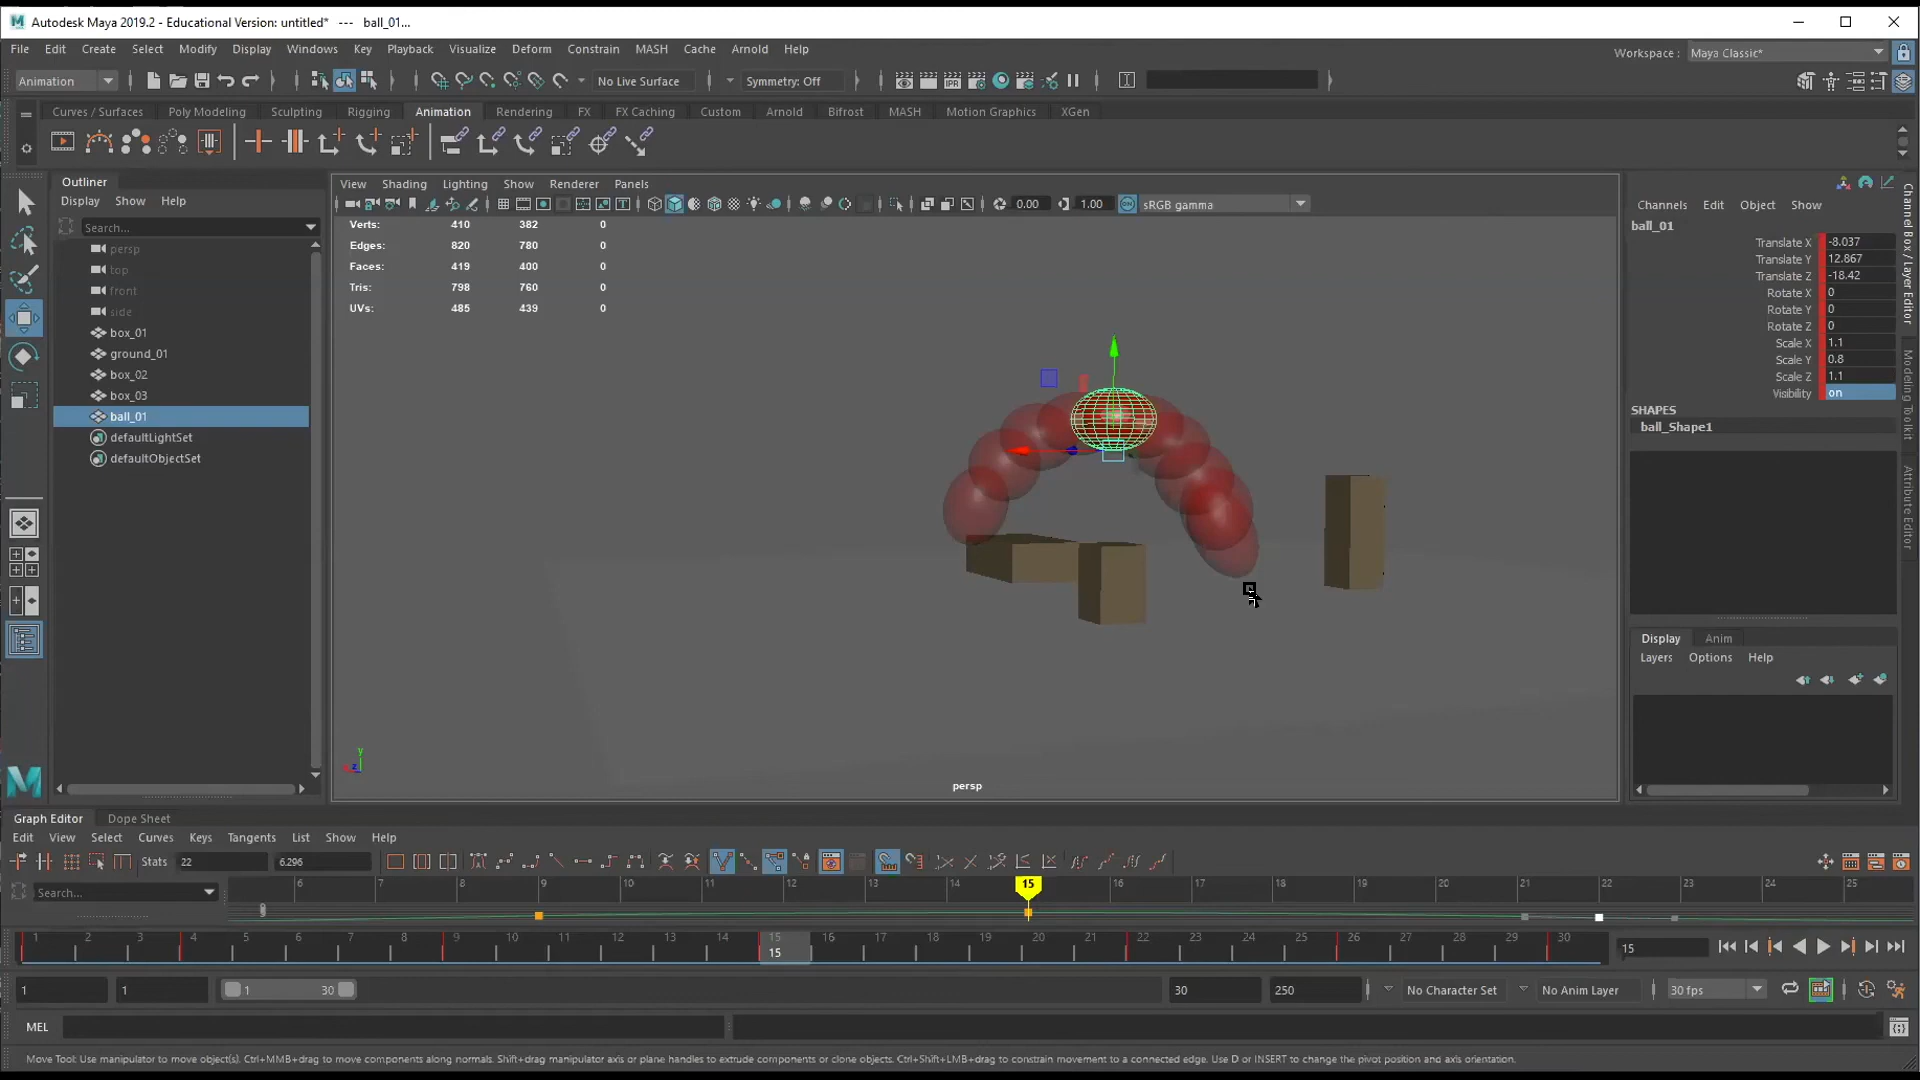 Autodesk Maya 2019.2 - Educational Version: untitled*   ---   ball_01...
File Edit Create Select Modify Display Windows Key Playback Visualize Deform Constrain MASH Cache Arnold Help
Workspace : Maya Classic*
Animation No Live Surface Symmetry: Off
Curves / Surfaces Poly Modeling Sculpting Rigging Animation Rendering FX FX Caching Custom Arnold Bifrost MASH Motion Graphics XGen
Outliner
Display Show Help
Search...
persp
top
front
side
box_01
ground_01
box_02
box_03
ball_01
defaultLightSet
defaultObjectSet
View Shading Lighting Show Renderer Panels
0.00 1.00 sRGB gamma
Verts: 410 382 0
Edges: 820 780 0
Faces: 419 400 0
Tris: 798 760 0
UVs: 485 439 0
y
z
persp
Channels Edit Object Show
ball_01
Translate X -8.037
Translate Y 12.867
Translate Z -18.42
Rotate X 0
Rotate Y 0
Rotate Z 0
Scale X 1.1
Scale Y 0.8
Scale Z 1.1
Visibility on
SHAPES
ball_Shape1
Display Anim
Layers Options Help
Channel Box / Layer Editor
Modeling Toolkit
Attribute Editor
Graph Editor Dope Sheet
Edit View Select Curves Keys Tangents List Show Help
Stats 22 6.296
Search...
6 7 8 9 10 11 12 13 14 15 16 17 18 19 20 21 22 23 24 25
1 2 3 4 5 6 7 8 9 10 11 12 13 14 15 16 17 18 19 20 21 22 23 24 25 26 27 28 29 30
15
15
1 1 1 30 30 250 No Character Set No Anim Layer 30 fps
MEL
Move Tool: Use manipulator to move object(s). Ctrl+MMB+drag to move components along normals. Shift+drag manipulator axis or plane handles to extrude components or clone objects. Ctrl+Shift+LMB+drag to constrain movement to a connected edge. Use D or INSERT to change the pivot position and axis orientation.